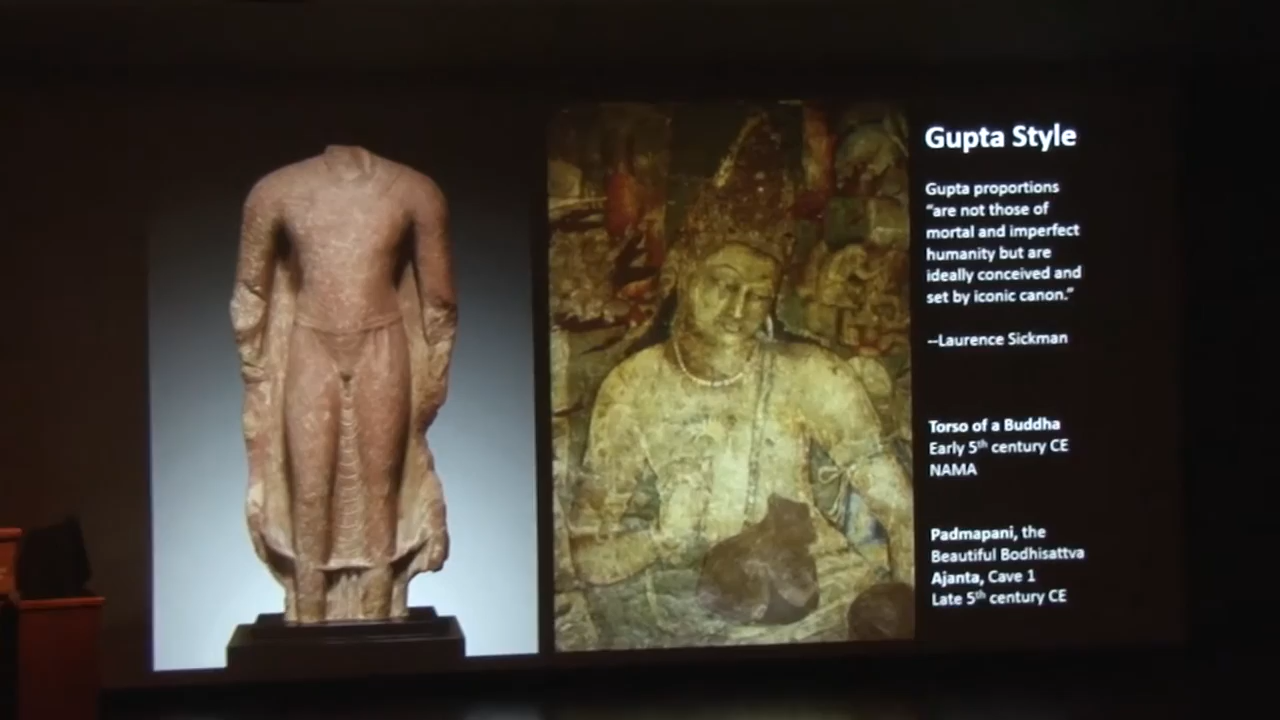 Gupta Style
Gupta proportions
“are not those of
mortal and imperfect
humanity but are
ideally conceived and
set by iconic canon.”
--Laurence Sickman
Torso of a Buddha
Early 5th century CE
NAMA
Padmapani, the
Beautiful Bodhisattva
Ajanta, Cave 1
Late 5th century CE